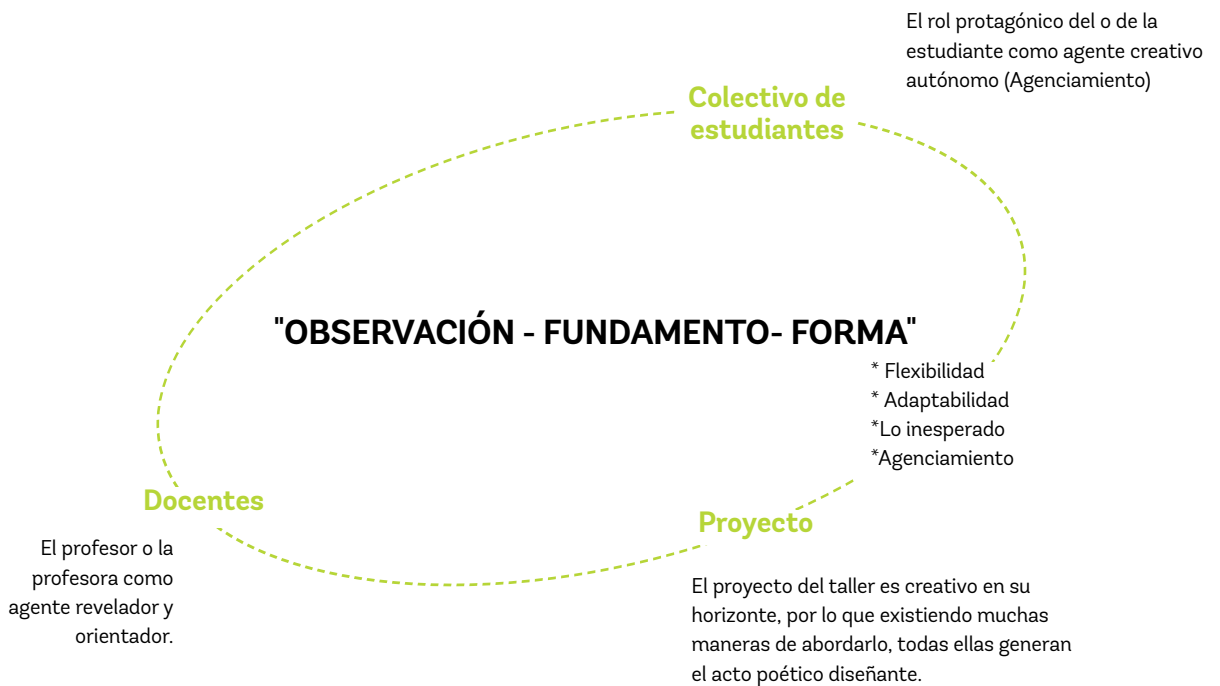 El rol protagónico del o de la
estudiante como agente creativo
autónomo (Agenciamiento)
Colectivo de
estudiantes
"OBSERVACIÓN - FUNDAMENTO- FORMA"
* Flexibilidad
* Adaptabilidad
*Lo inesperado
*Agenciamiento
Docentes
El profesor o la
profesora como
agente revelador y
orientador.
Proyecto
El proyecto del taller es creativo en su
horizonte, por lo que existiendo muchas
maneras de abordarlo, todas ellas generan
el acto poético diseñante.